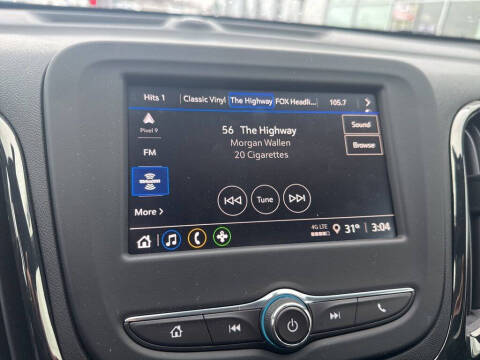 Hits 1 Classic Vinyl The Highway FOX Headli... 105.7
Pixel 9
56 The Highway
Sound
Morgan Wallen
FM
Browse
20 Cigarettes
Tune
More >
4G LTE
31° 3:04